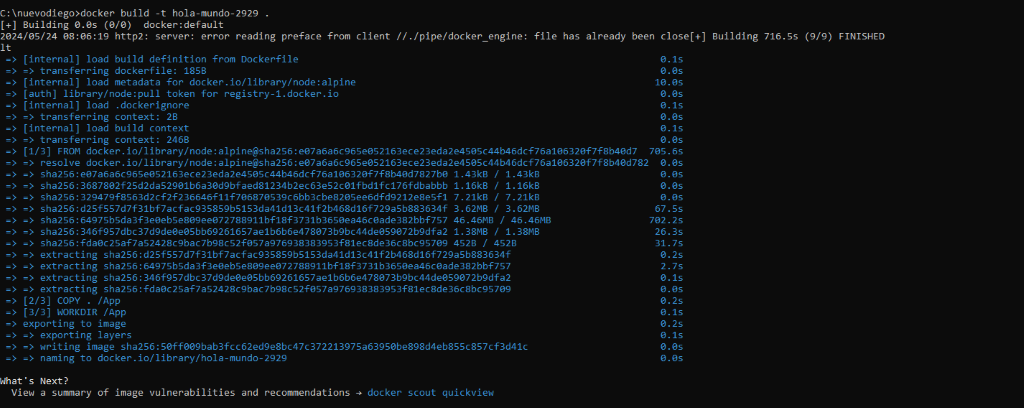 C:\nuevodiego>docker build -t hola-mundo-2929 .
[+] Building 0.0s (0/0)  docker:default
2024/05/24 08:06:19 http2: server: error reading preface from client //./pipe/docker_engine: file has already been close[+] Building 716.5s (9/9) FINISHED
lt
=> [internal] load build definition from Dockerfile 0.1s
=> => transferring dockerfile: 185B 0.0s
=> [internal] load metadata for docker.io/library/node:alpine 10.0s
=> [auth] library/node:pull token for registry-1.docker.io 0.0s
=> [internal] load .dockerignore 0.1s
=> => transferring context: 2B 0.0s
=> [internal] load build context 0.1s
=> => transferring context: 246B 0.0s
=> [1/3] FROM docker.io/library/node:alpine@sha256:e07a6a6c965e052163ece23eda2e4505c44b46dcf76a106320f7f8b40d7 705.6s
=> => resolve docker.io/library/node:alpine@sha256:e07a6a6c965e052163ece23eda2e4505c44b46dcf76a106320f7f8b40d782 0.0s
=> => sha256:e07a6a6c965e052163ece23eda2e4505c44b46dcf76a106320f7f8b40d7827b0 1.43kB / 1.43kB 0.0s
=> => sha256:3687802f25d2da52901b6a30d9bfaed81234b2ec63e52c01fbd1fc176fdbabbb 1.16kB / 1.16kB 0.0s
=> => sha256:329479f8563d2cf2f236646f11f706870539c6bb3cbe8205ee6dfd9212e8e5f1 7.21kB / 7.21kB 0.0s
=> => sha256:d25f557d7f31bf7acfac935859b5153da41d13c41f2b468d16f729a5b883634f 3.62MB / 3.62MB 67.5s
=> => sha256:64975b5da3f3e0eb5e809ee072788911bf18f3731b3650ea46c0ade382bbf757 46.46MB / 46.46MB 702.2s
=> => sha256:346f957dbc37d9de0e05bb69261657ae1b6b6e478073b9bc44de059072b9dfa2 1.38MB / 1.38MB 26.3s
=> => sha256:fda0c25af7a52428c9bac7b98c52f057a976938383953f81ec8de36c8bc95709 452B / 452B 31.7s
=> => extracting sha256:d25f557d7f31bf7acfac935859b5153da41d13c41f2b468d16f729a5b883634f 0.2s
=> => extracting sha256:64975b5da3f3e0eb5e809ee072788911bf18f3731b3650ea46c0ade382bbf757 2.7s
=> => extracting sha256:346f957dbc37d9de0e05bb69261657ae1b6b6e478073b9bc44de059072b9dfa2 0.1s
=> => extracting sha256:fda0c25af7a52428c9bac7b98c52f057a976938383953f81ec8de36c8bc95709 0.0s
=> [2/3] COPY . /App 0.2s
=> [3/3] WORKDIR /App 0.1s
=> exporting to image 0.2s
=> => exporting layers 0.1s
=> => writing image sha256:50ff009bab3fcc62ed9e8bc47c372213975a63950be898d4eb855c857cf3d41c 0.0s
=> => naming to docker.io/library/hola-mundo-2929 0.0s
What's Next?
View a summary of image vulnerabilities and recommendations → docker scout quickview